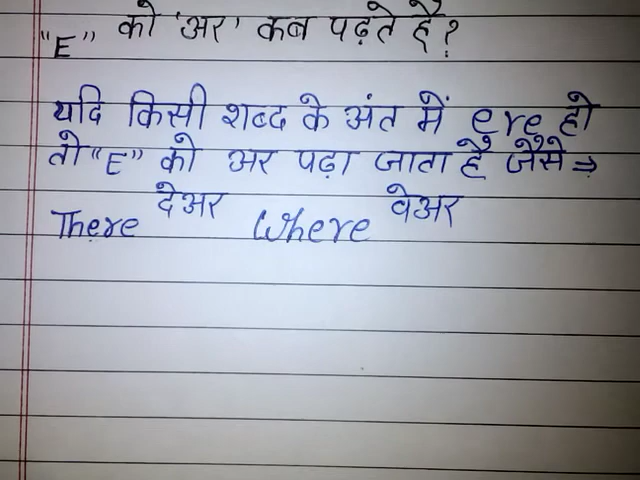 "E" को 'अर' कब पढ़ते है?
यदि किसी शब्द के अंत में ere हो
तो "E" को अर पढ़ा जाता है जैसे ⇒
There देअर Where वेअर